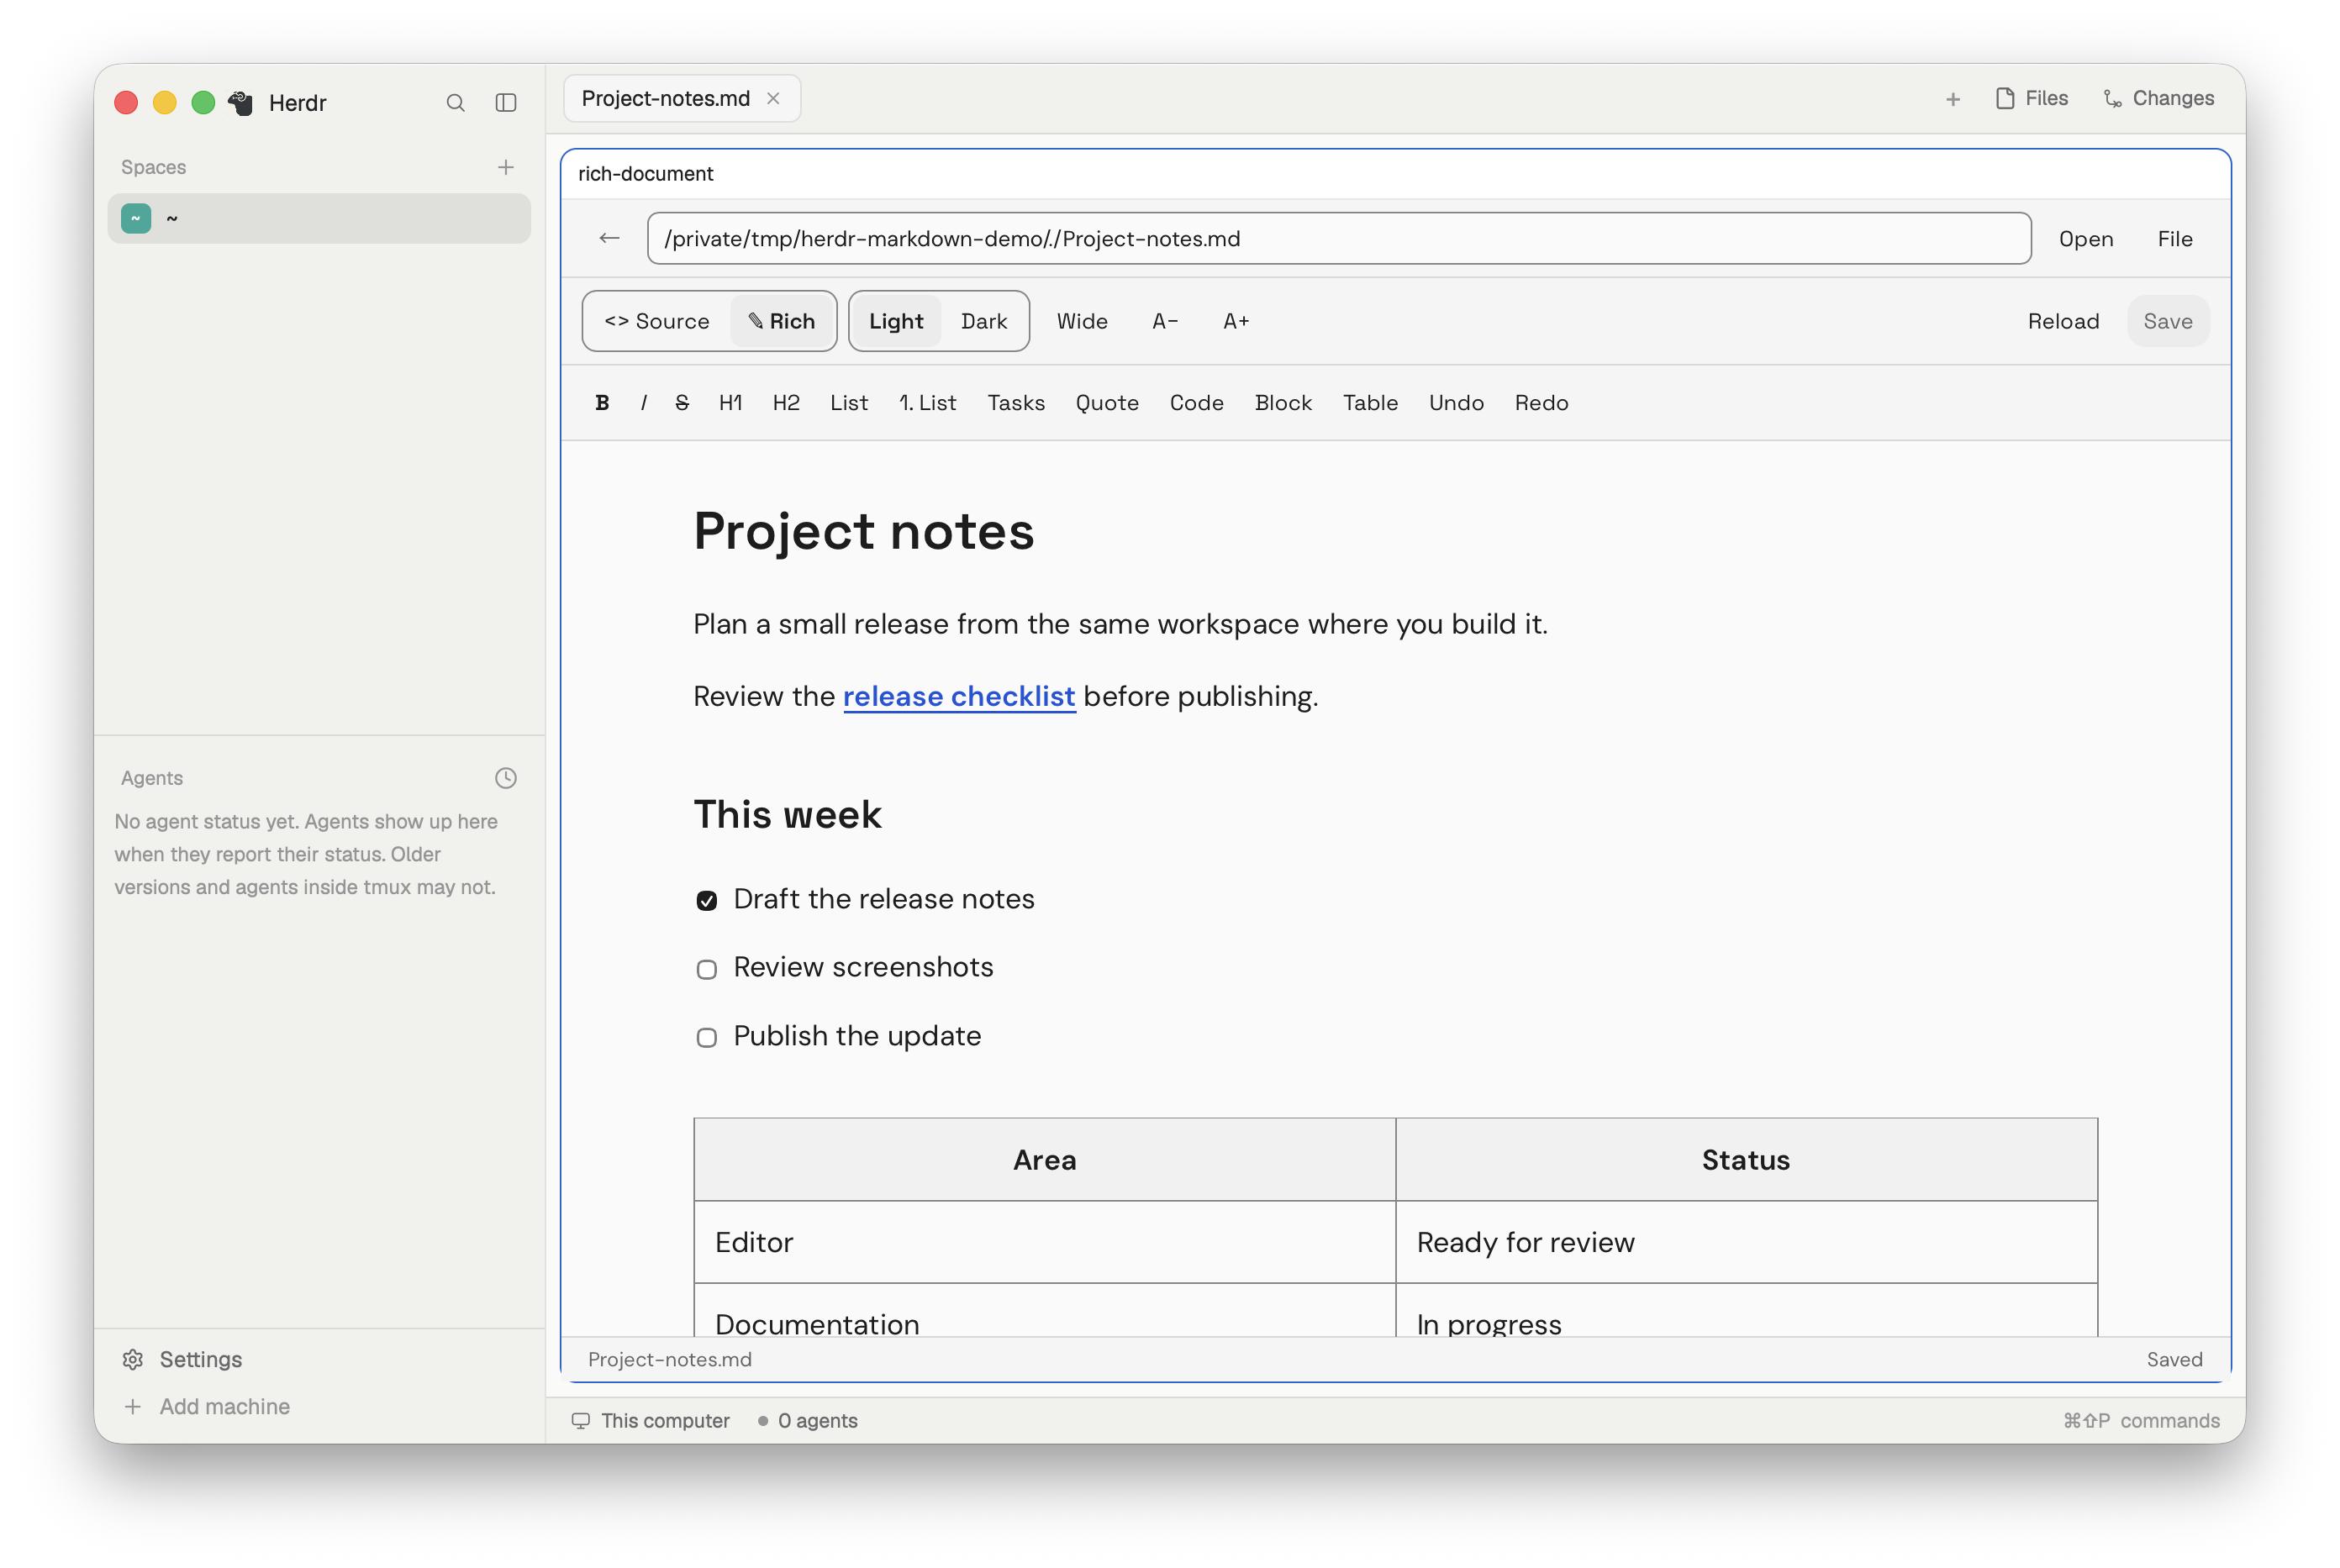 Herdr
Spaces
~ ~
Agents
No agent status yet. Agents show up here
when they report their status. Older
versions and agents inside tmux may not.
Settings
+ Add machine
Project-notes.md ×
+ Files Changes
rich-document
← /private/tmp/herdr-markdown-demo/./Project-notes.md Open File
<> Source ✎ Rich Light Dark Wide A− A+ Reload Save
B I S H1 H2 List 1. List Tasks Quote Code Block Table Undo Redo
Project notes
Plan a small release from the same workspace where you build it.
Review the release checklist before publishing.
This week
Draft the release notes
Review screenshots
Publish the update
Area Status
Editor Ready for review
Documentation In progress
Project-notes.md Saved
This computer 0 agents ⌘⇧P commands